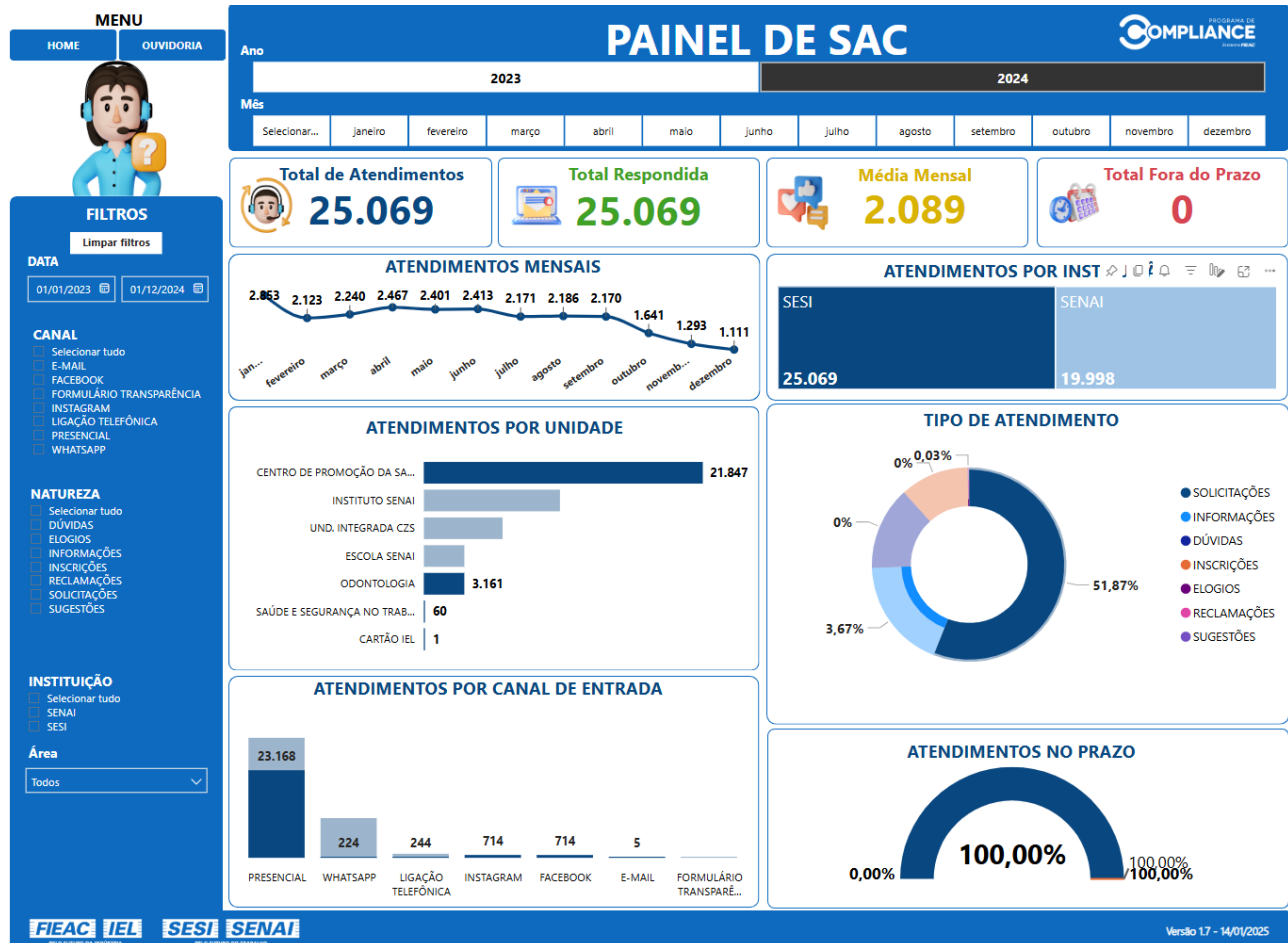 MENU
HOME
OUVIDORIA
PAINEL DE SAC
PROGRAMA DE
COMPLIANCE
Ano
2023
2024
Mês
Selecionar...
janeiro
fevereiro
março
abril
maio
junho
julho
agosto
setembro
outubro
novembro
dezembro
Total de Atendimentos
25.069
Total Respondida
25.069
Média Mensal
2.089
Total Fora do Prazo
0
FILTROS
Limpar filtros
DATA
01/01/2023
01/12/2024
CANAL
Selecionar tudo
E-MAIL
FACEBOOK
FORMULÁRIO TRANSPARÊNCIA
INSTAGRAM
LIGAÇÃO TELEFÔNICA
PRESENCIAL
WHATSAPP
NATUREZA
Selecionar tudo
DÚVIDAS
ELOGIOS
INFORMAÇÕES
INSCRIÇÕES
RECLAMAÇÕES
SOLICITAÇÕES
SUGESTÕES
INSTITUIÇÃO
Selecionar tudo
SENAI
SESI
Área
Todos
ATENDIMENTOS MENSAIS
2.853
2.123
2.240
2.467
2.401
2.413
2.171
2.186
2.170
1.641
1.293
1.111
jan...
fevereiro
março
abril
maio
junho
julho
agosto
setembro
outubro
novemb...
dezembro
ATENDIMENTOS POR INST
SESI
25.069
SENAI
19.998
ATENDIMENTOS POR UNIDADE
CENTRO DE PROMOÇÃO DA SA...
21.847
INSTITUTO SENAI
UND. INTEGRADA CZS
ESCOLA SENAI
ODONTOLOGIA
3.161
SAÚDE E SEGURANÇA NO TRAB...
60
CARTÃO IEL
1
TIPO DE ATENDIMENTO
0%
0,03%
0%
3,67%
51,87%
SOLICITAÇÕES
INFORMAÇÕES
DÚVIDAS
INSCRIÇÕES
ELOGIOS
RECLAMAÇÕES
SUGESTÕES
ATENDIMENTOS POR CANAL DE ENTRADA
23.168
224
244
714
714
5
PRESENCIAL
WHATSAPP
LIGAÇÃO
TELEFÔNICA
INSTAGRAM
FACEBOOK
E-MAIL
FORMULÁRIO
TRANSPARÊ...
ATENDIMENTOS NO PRAZO
100,00%
0,00%
100,00%
100,00%
FIEAC IEL SESI SENAI
Versão 1.7 - 14/01/2025